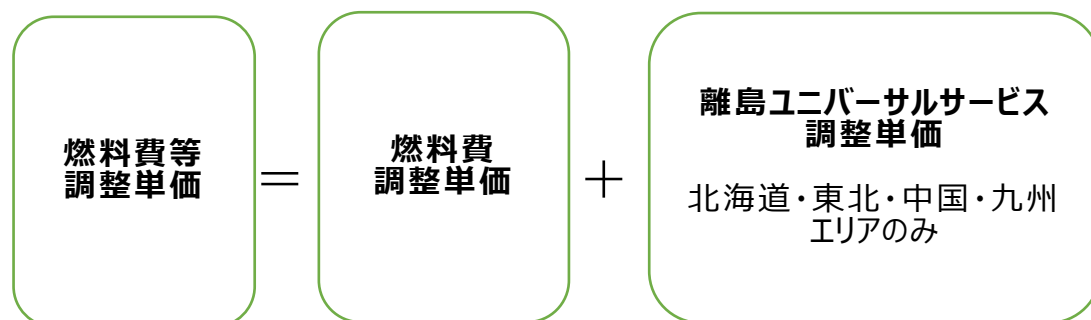 燃料費等
調整単価
＝
燃料費
調整単価
＋
離島ユニバーサルサービス
調整単価
北海道・東北・中国・九州
エリアのみ